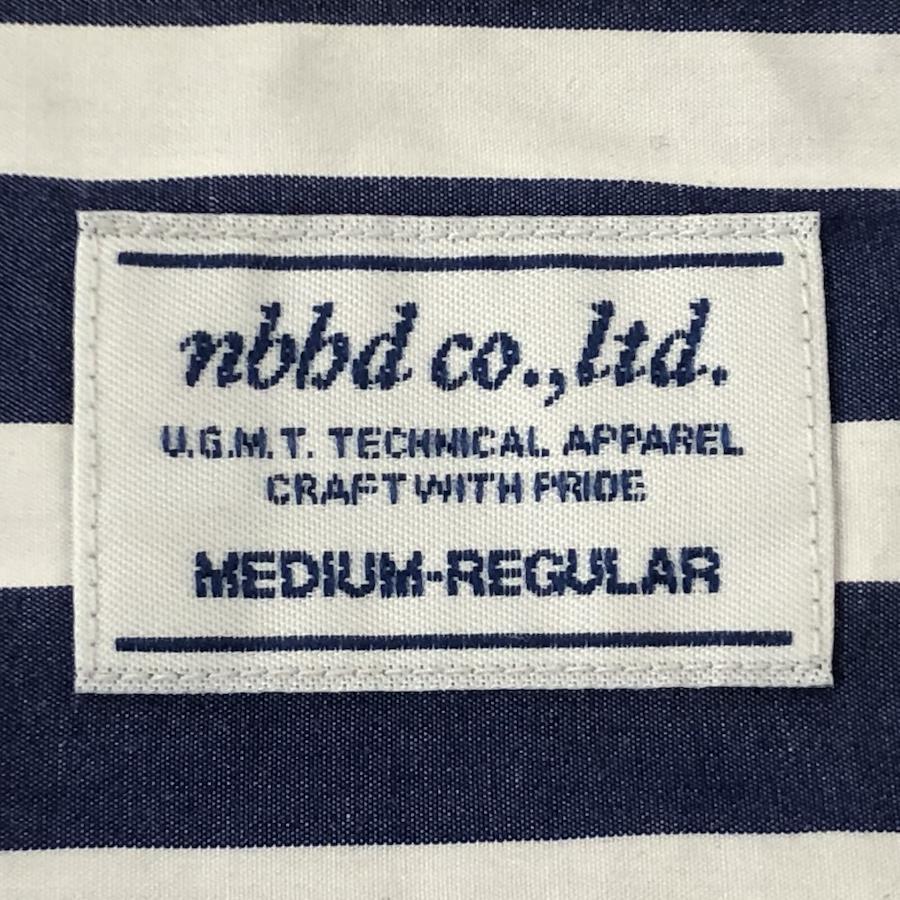 nbbd co.,ltd.
U.G.M.T. TECHNICAL APPAREL
CRAFT WITH PRIDE
MEDIUM-REGULAR